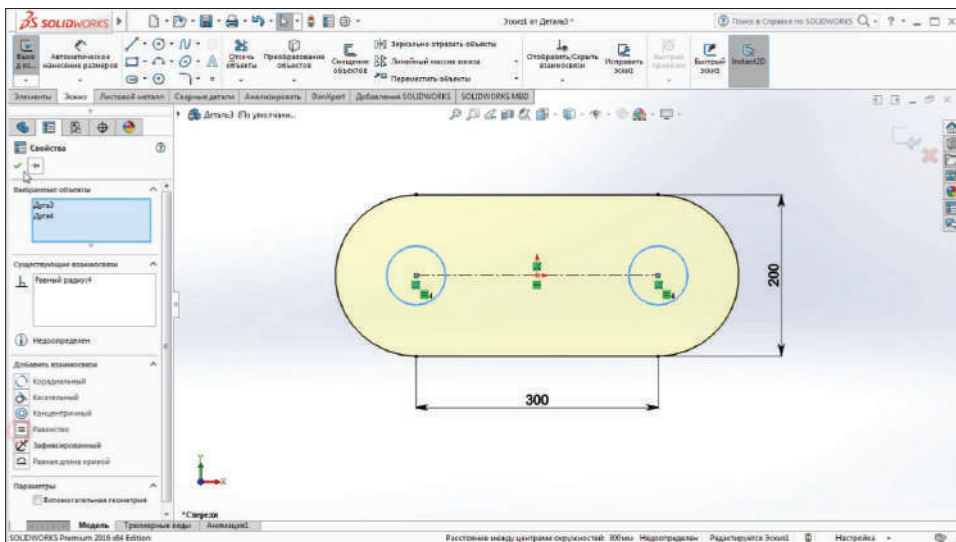 SOLIDWORKS
Эскиз1 от Деталь3 *
Поиск в Справке по SOLIDWORKS
Автоматическое нанесение размеров
Отсечь объекты
Преобразование объектов
Смещение объектов
Зеркально отразить объекты
Линейный массив эскиза
Переместить объекты
Отобразить/Скрыть взаимосвязи
Исправить эскиз
Быстрый эскиз
Instant2D
Элементы
Эскиз
Листовой металл
Сварные детали
Анализировать
DimXpert
Добавления SOLIDWORKS
SOLIDWORKS MBD
Деталь3 (По умолчани...
Свойства
Выбранные объекты
Дуга3
Дуга4
Существующие взаимосвязи
Равный радиус4
Недоопределен
Добавить взаимосвязи
Корадиальный
Касательный
Концентричный
Равенство
Зафиксированный
Равная длина кривой
Параметры
Вспомогательная геометрия
4
4
200
300
Y
X
*Спереди
Модель
Трехмерные виды
Анимация1
SOLIDWORKS Premium 2016 x64 Edition
Расстояние между центрами окружностей: 300мм
Недоопределен
Редактируется Эскиз1
Настройка